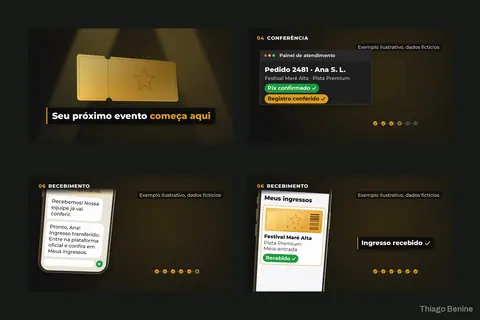 Seu próximo evento começa aqui
04 CONFERÊNCIA
Exemplo ilustrativo, dados fictícios
Painel de atendimento
Pedido 2481 · Ana S. L.
Festival Maré Alta · Pista Premium
Pix confirmado ✓
Registro conferido ✓
06 RECEBIMENTO
Exemplo ilustrativo, dados fictícios
Recebemos! Nossa
equipe já vai
conferir.
Pronto, Ana!
Ingresso transferido.
Entre na plataforma
oficial e confira em
Meus ingressos.
06 RECEBIMENTO
Exemplo ilustrativo, dados fictícios
Meus ingressos
Festival Maré Alta
Pista Premium
Meia-entrada
Recebido ✓
Ingresso recebido ✓
Thiago Benine